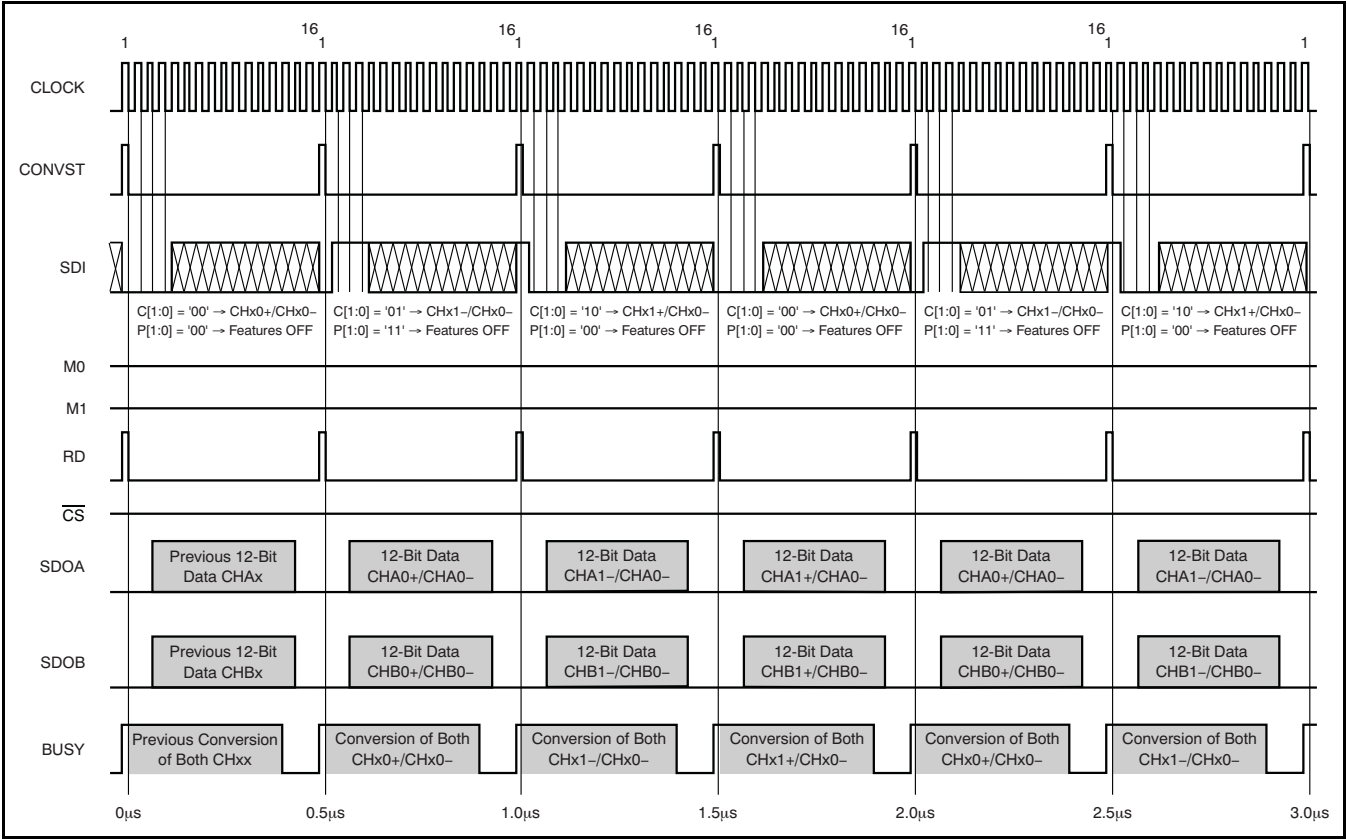 16 16 16 16 16
1 1 1 1 1 1 1
CLOCK
CONVST
SDI
C[1:0] = '00' → CHx0+/CHx0− C[1:0] = '01' → CHx1−/CHx0− C[1:0] = '10' → CHx1+/CHx0− C[1:0] = '00' → CHx0+/CHx0− C[1:0] = '01' → CHx1−/CHx0− C[1:0] = '10' → CHx1+/CHx0−
P[1:0] = '00' → Features OFF P[1:0] = '11' → Features OFF P[1:0] = '00' → Features OFF P[1:0] = '00' → Features OFF P[1:0] = '11' → Features OFF P[1:0] = '00' → Features OFF
M0
M1
RD
CS
SDOA
Previous 12-Bit 12-Bit Data 12-Bit Data 12-Bit Data 12-Bit Data 12-Bit Data
Data CHAx CHA0+/CHA0− CHA1−/CHA0− CHA1+/CHA0− CHA0+/CHA0− CHA1−/CHA0−
SDOB
Previous 12-Bit 12-Bit Data 12-Bit Data 12-Bit Data 12-Bit Data 12-Bit Data
Data CHBx CHB0+/CHB0− CHB1−/CHB0− CHB1+/CHB0− CHB0+/CHB0− CHB1−/CHB0−
BUSY
Previous Conversion Conversion of Both Conversion of Both Conversion of Both Conversion of Both Conversion of Both
of Both CHxx CHx0+/CHx0− CHx1−/CHx0− CHx1+/CHx0− CHx0+/CHx0− CHx1−/CHx0−
0μs 0.5μs 1.0μs 1.5μs 2.0μs 2.5μs 3.0μs